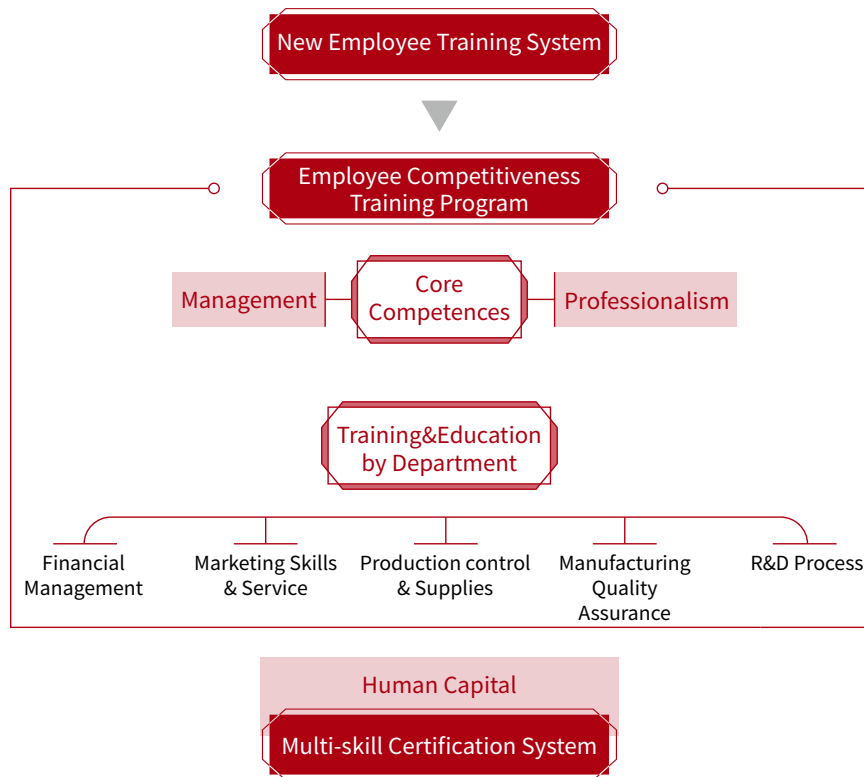 New Employee Training System
Employee Competitiveness
Training Program
Management
Core
Competences
Professionalism
Training&Education
by Department
Financial
Management
Marketing Skills
& Service
Production control
& Supplies
Manufacturing
Quality
Assurance
R&D Process
Human Capital
Multi-skill Certification System